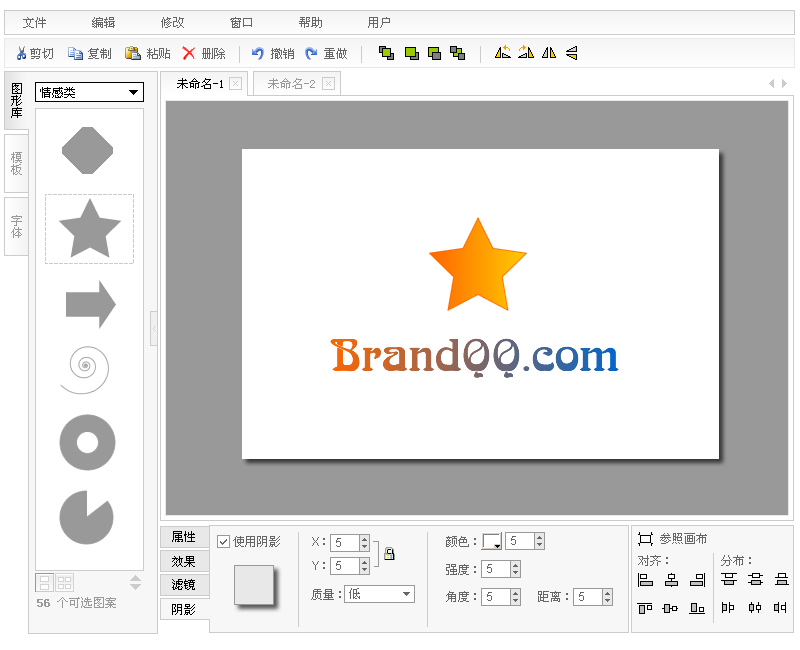 文件 编辑 修改 窗口 帮助 用户
剪切 复制 粘贴 删除 撤销 重做
图形库
模板
字体
情感类
未命名-1 未命名-2
BrandQQ.com
56 个可选图案
属性
效果
滤镜
阴影
使用阴影
X: 5
Y: 5
质量: 低
颜色: 5
强度: 5
角度: 5 距离: 5
参照画布
对齐: 分布: